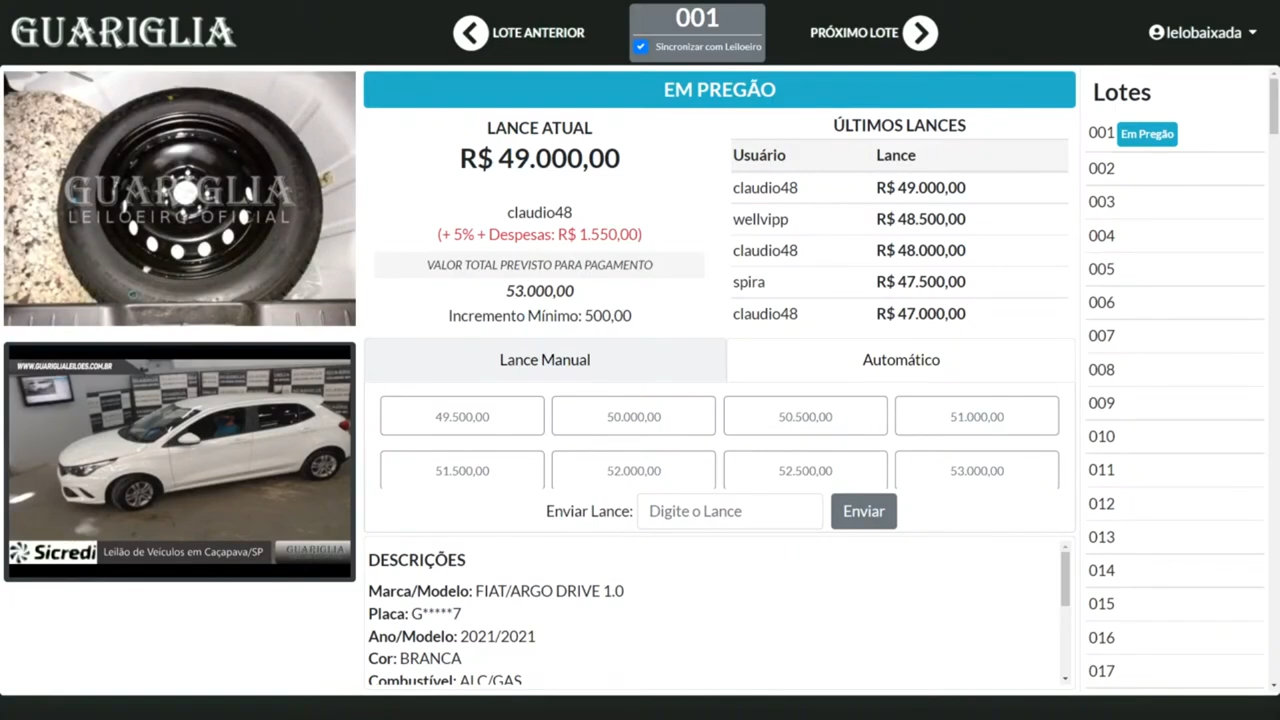 GUARIGLIA
LOTE ANTERIOR
001
Sincronizar com Leiloeiro
PRÓXIMO LOTE
lelobaixada
GUARIGLIA
LEILOEIRO OFICIAL
WWW.GUARIGLIALEILOES.COM.BR
Sicredi
Leilão de Veículos em Caçapava/SP
GUARIGLIA
EM PREGÃO
LANCE ATUAL
R$ 49.000,00
claudio48
(+ 5% + Despesas: R$ 1.550,00)
VALOR TOTAL PREVISTO PARA PAGAMENTO
53.000,00
Incremento Mínimo: 500,00
ÚLTIMOS LANCES
Usuário Lance
claudio48 R$ 49.000,00
wellvipp R$ 48.500,00
claudio48 R$ 48.000,00
spira R$ 47.500,00
claudio48 R$ 47.000,00
Lance Manual Automático
49.500,00 50.000,00 50.500,00 51.000,00
51.500,00 52.000,00 52.500,00 53.000,00
Enviar Lance: Digite o Lance Enviar
DESCRIÇÕES
Marca/Modelo: FIAT/ARGO DRIVE 1.0
Placa: G*****7
Ano/Modelo: 2021/2021
Cor: BRANCA
Combustível: ALC/GAS
Lotes
001 Em Pregão
002
003
004
005
006
007
008
009
010
011
012
013
014
015
016
017